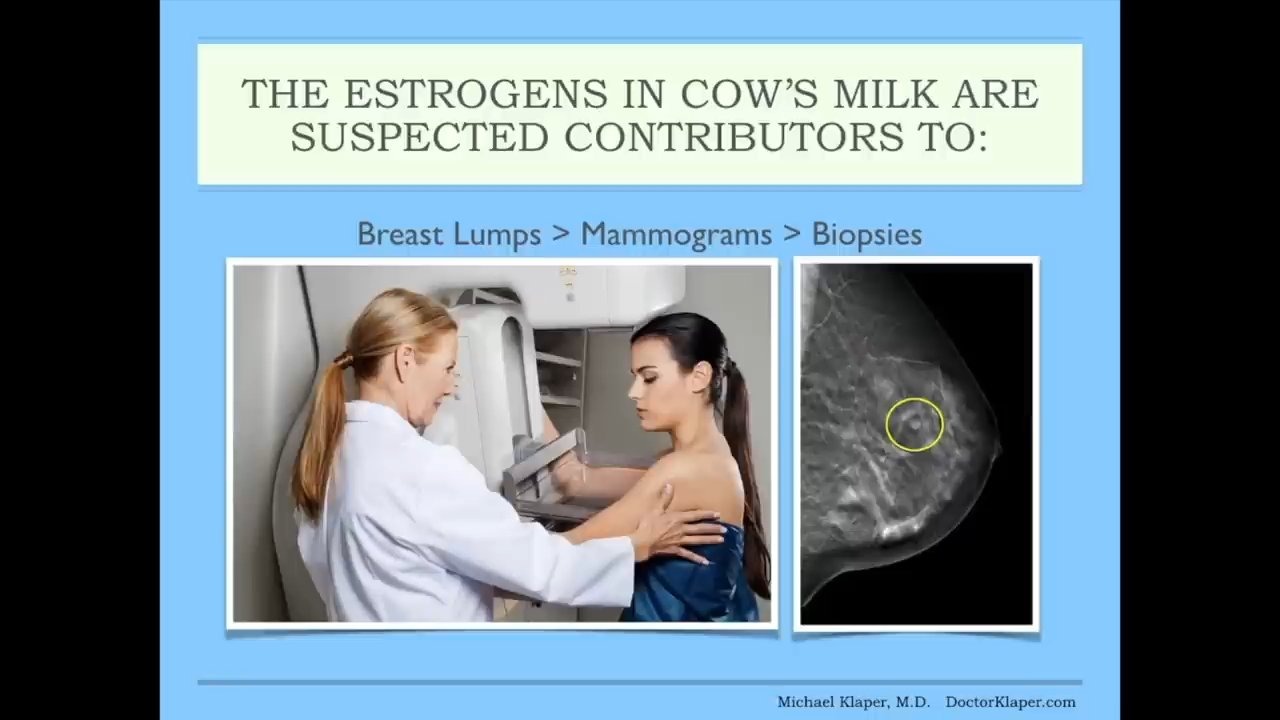 THE ESTROGENS IN COW'S MILK ARE
SUSPECTED CONTRIBUTORS TO:
Breast Lumps > Mammograms > Biopsies
Michael Klaper, M.D. DoctorKlaper.com